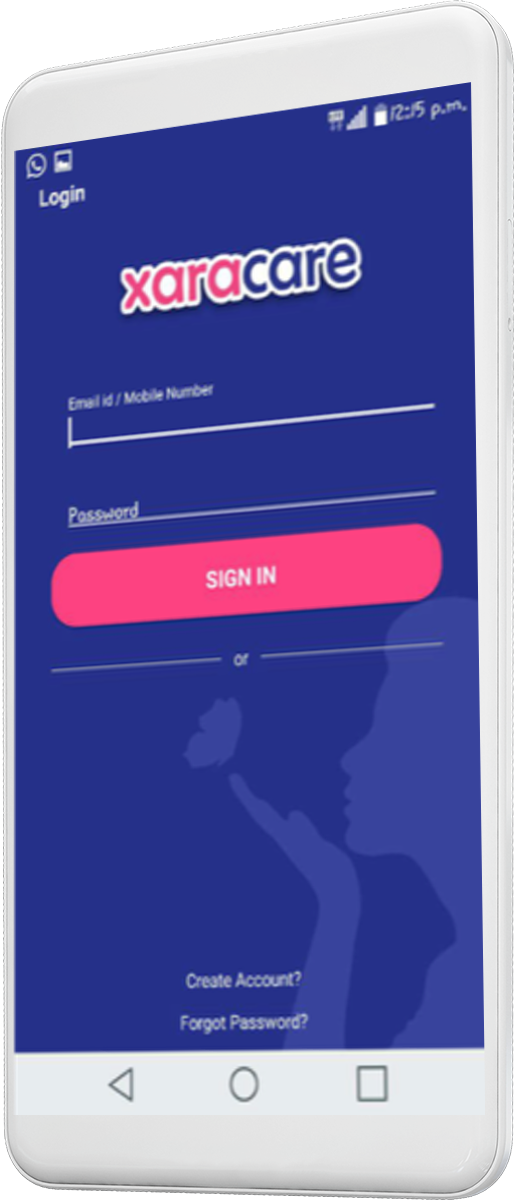 12:15 p.m.
Login
xaracare
Email id / Mobile Number
Password
SIGN IN
or
Create Account?
Forgot Password?